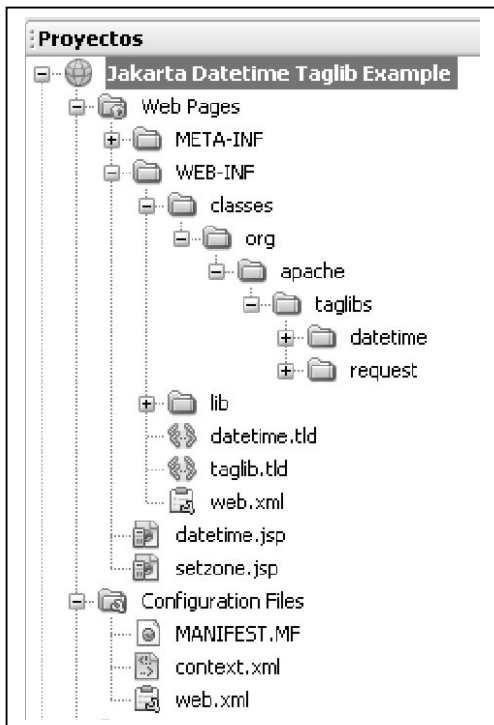 Proyectos
Jakarta Datetime Taglib Example
Web Pages
META-INF
WEB-INF
classes
org
apache
taglibs
datetime
request
lib
datetime.tld
taglib.tld
web.xml
datetime.jsp
setzone.jsp
Configuration Files
MANIFEST.MF
context.xml
web.xml